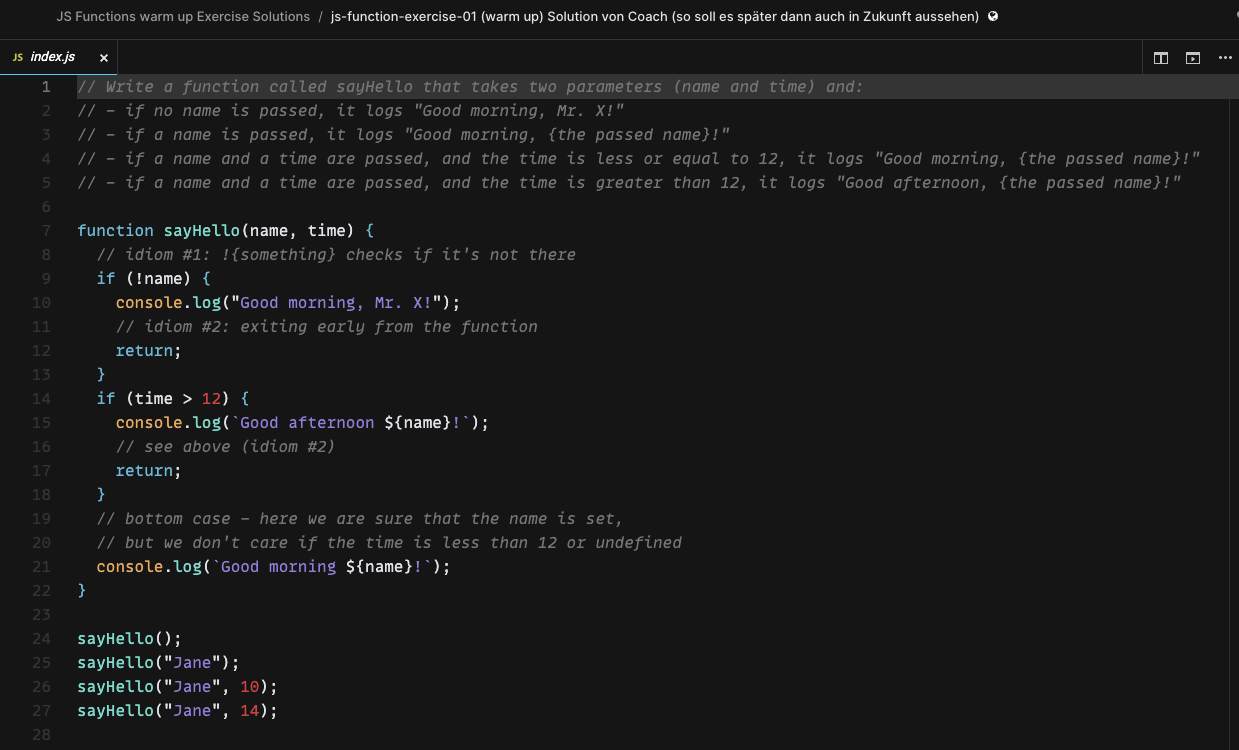 JS Functions warm up Exercise Solutions / js-function-exercise-01 (warm up) Solution von Coach (so soll es später dann auch in Zukunft aussehen)
JS index.js ×
1 // Write a function called sayHello that takes two parameters (name and time) and:
2 // - if no name is passed, it logs "Good morning, Mr. X!"
3 // - if a name is passed, it logs "Good morning, {the passed name}!"
4 // - if a name and a time are passed, and the time is less or equal to 12, it logs "Good morning, {the passed name}!"
5 // - if a name and a time are passed, and the time is greater than 12, it logs "Good afternoon, {the passed name}!"
6
7 function sayHello(name, time) {
8   // idiom #1: !{something} checks if it's not there
9   if (!name) {
10     console.log("Good morning, Mr. X!");
11     // idiom #2: exiting early from the function
12     return;
13   }
14   if (time > 12) {
15     console.log(`Good afternoon ${name}!`);
16     // see above (idiom #2)
17     return;
18   }
19   // bottom case - here we are sure that the name is set,
20   // but we don't care if the time is less than 12 or undefined
21   console.log(`Good morning ${name}!`);
22 }
23
24 sayHello();
25 sayHello("Jane");
26 sayHello("Jane", 10);
27 sayHello("Jane", 14);
28